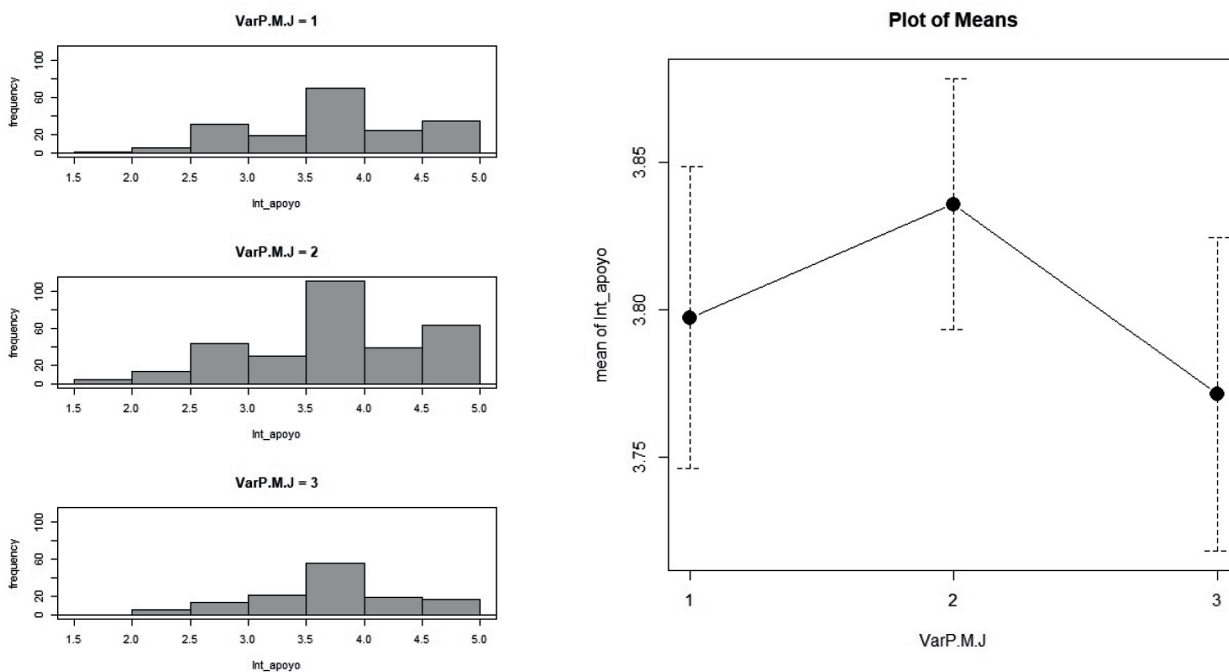 VarP.M.J = 1
frequency
100
60
20
0
1.5 2.0 2.5 3.0 3.5 4.0 4.5 5.0
Int_apoyo
VarP.M.J = 2
frequency
100
60
20
0
1.5 2.0 2.5 3.0 3.5 4.0 4.5 5.0
Int_apoyo
VarP.M.J = 3
frequency
100
60
20
0
1.5 2.0 2.5 3.0 3.5 4.0 4.5 5.0
Int_apoyo
Plot of Means
mean of Int_apoyo
3.85
3.80
3.75
1 2 3
VarP.M.J